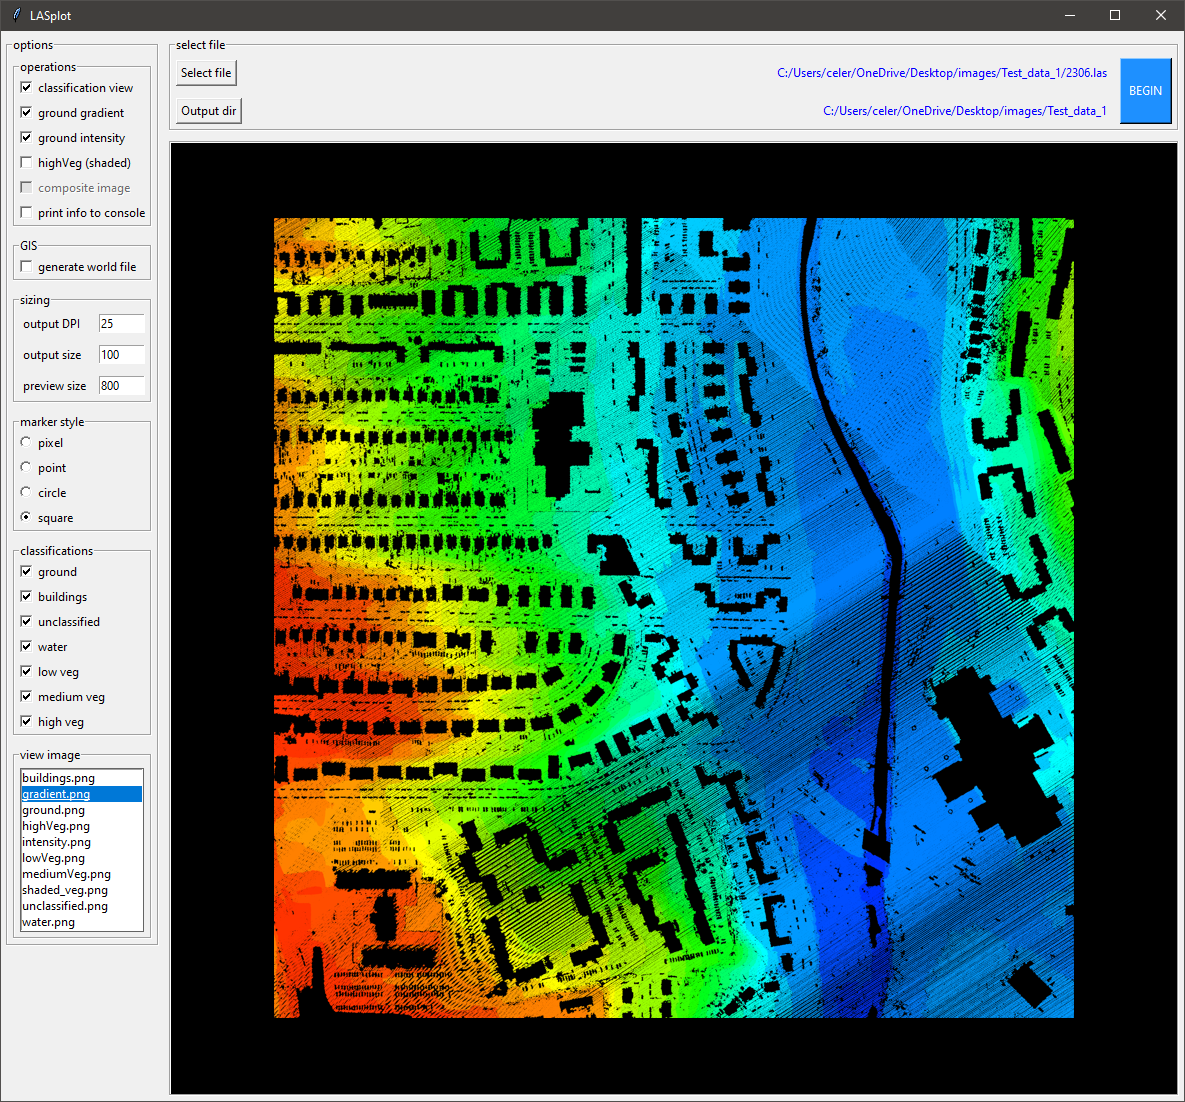 LASplot
options
operations
classification view
ground gradient
ground intensity
highVeg (shaded)
composite image
print info to console
GIS
generate world file
sizing
output DPI 25
output size 100
preview size 800
marker style
pixel
point
circle
square
classifications
ground
buildings
unclassified
water
low veg
medium veg
high veg
view image
buildings.png
gradient.png
ground.png
highVeg.png
intensity.png
lowVeg.png
mediumVeg.png
shaded_veg.png
unclassified.png
water.png
select file
Select file C:/Users/celer/OneDrive/Desktop/images/Test_data_1/2306.las
Output dir C:/Users/celer/OneDrive/Desktop/images/Test_data_1
BEGIN